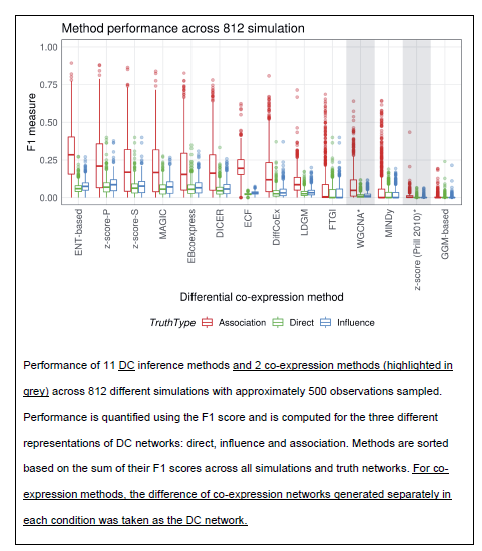 Method performance across 812 simulation
1.00
0.75
0.50
0.25
0.00
F1 measure
ENT-based
z-score-P
z-score-S
MAGIC
EBcoexpress
DICER
ECF
DiffCoEx
LDGM
FTGI
WGCNA*
MINDy
z-score (Prill 2010)*
GGM-based
Differential co-expression method
TruthType Association Direct Influence
Performance of 11 DC inference methods and 2 co-expression methods (highlighted in
grey) across 812 different simulations with approximately 500 observations sampled.
Performance is quantified using the F1 score and is computed for the three different
representations of DC networks: direct, influence and association. Methods are sorted
based on the sum of their F1 scores across all simulations and truth networks. For co-
expression methods, the difference of co-expression networks generated separately in
each condition was taken as the DC network.